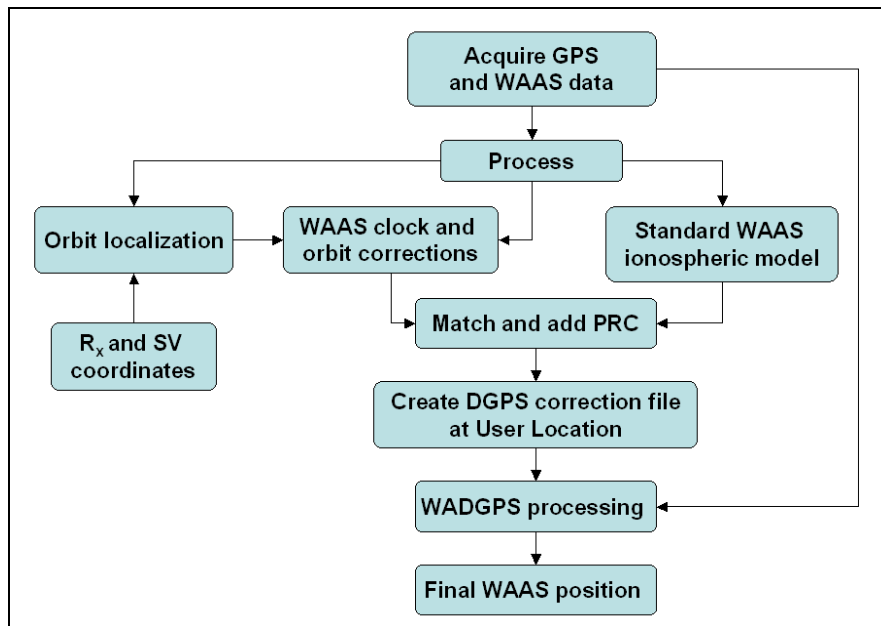 Acquire GPS
and WAAS data
Process
Orbit localization
WAAS clock and
orbit corrections
Standard WAAS
ionospheric model
Rx and SV
coordinates
Match and add PRC
Create DGPS correction file
at User Location
WADGPS processing
Final WAAS position